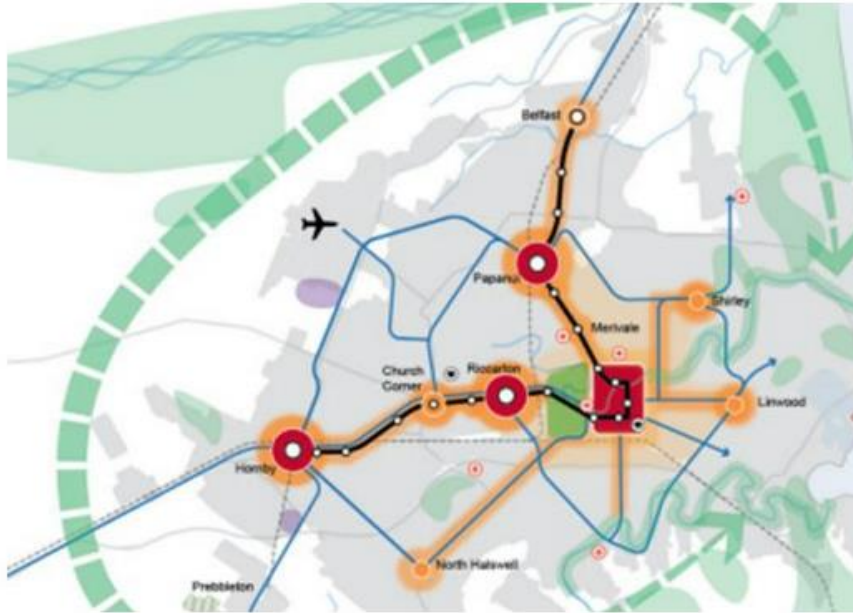 Belfast
Papanui
Merivale
Shirley
Church
Corner
Riccarton
Linwood
Hornby
North Halswell
Prebbleton